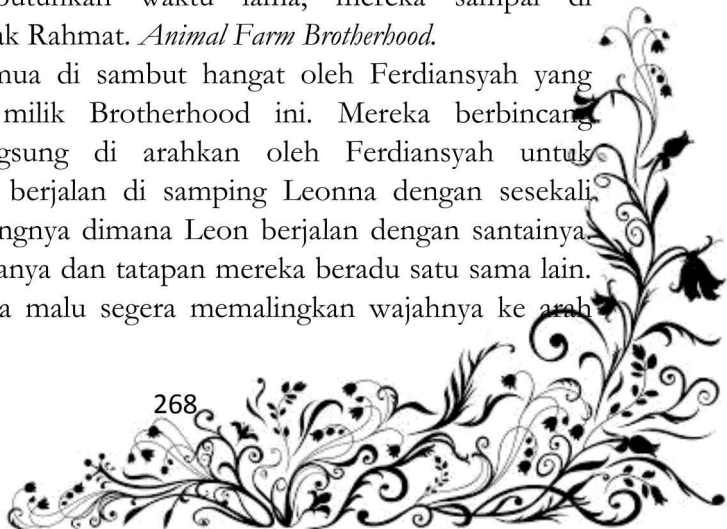 waktu lama, mereka sampai di
ak Rahmat. Animal Farm Brotherhood.
mua di sambut hangat oleh Ferdiansyah yang
milik Brotherhood ini. Mereka berbincang
gsung di arahkan oleh Ferdiansyah untuk
berjalan di samping Leonna dengan sesekali
ngnya dimana Leon berjalan dengan santainya.
anya dan tatapan mereka beradu satu sama lain.
a malu segera memalingkan wajahnya ke arah
268